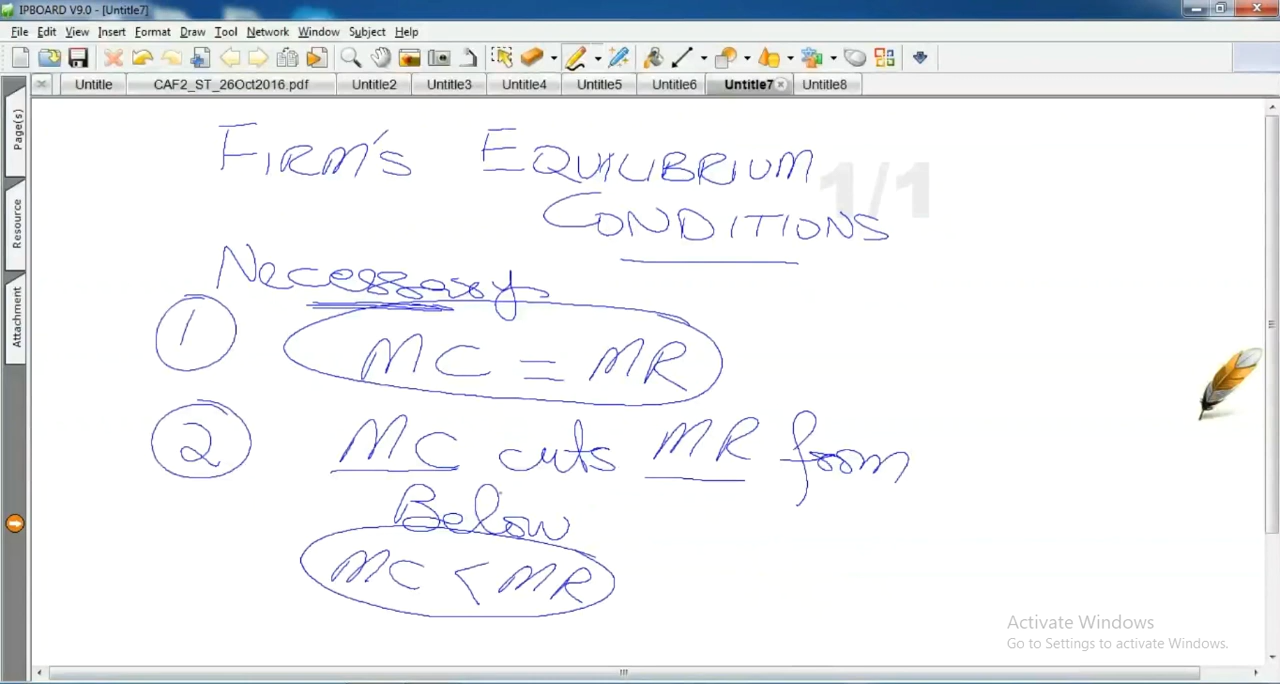 IPBOARD V9.0 - [Untitle7]
File Edit View Insert Format Draw Tool Network Window Subject Help
Untitle CAF2_ST_26Oct2016.pdf Untitle2 Untitle3 Untitle4 Untitle5 Untitle6 Untitle7 Untitle8
Page(s)
Resource
Attachment
FIRM'S EQUILIBRIUM
1/1
CONDITIONS
Necessary
1 MC = MR
2 MC cuts MR from
Below
MC < MR
Activate Windows
Go to Settings to activate Windows.